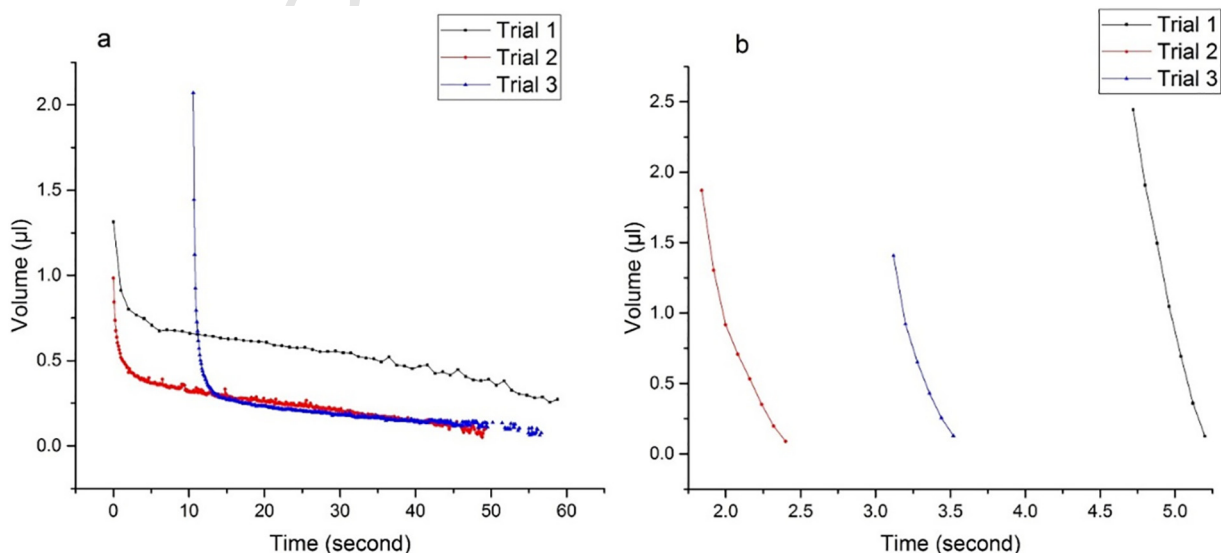 a
Trial 1
Trial 2
Trial 3
Volume (µl)
2.0
1.5
1.0
0.5
0.0
0 10 20 30 40 50 60
Time (second)
b
Trial 1
Trial 2
Trial 3
Volume (µl)
2.5
2.0
1.5
1.0
0.5
0.0
2.0 2.5 3.0 3.5 4.0 4.5 5.0
Time (second)